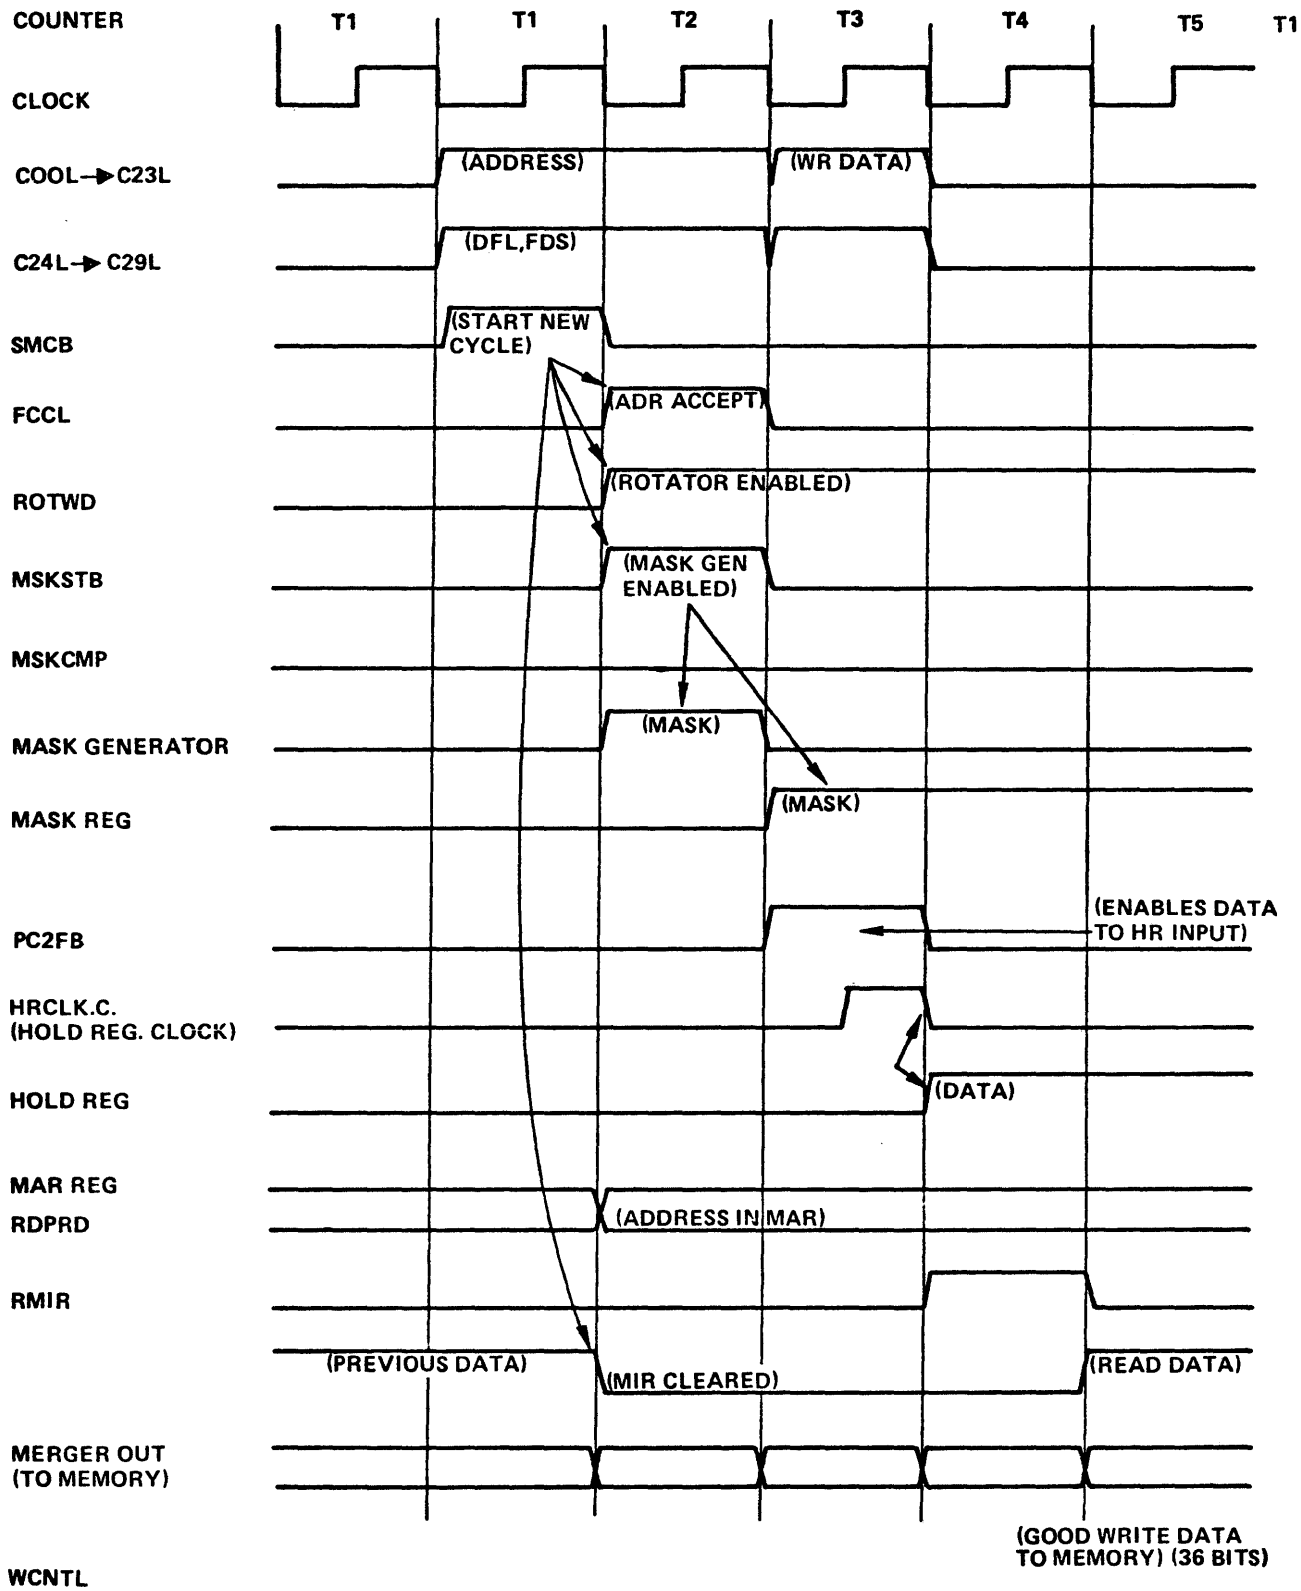 COUNTER T1 T1 T2 T3 T4 T5 T1
CLOCK
COOL→C23L (ADDRESS) (WR DATA)
C24L→C29L (DFL,FDS)
SMCB (START NEW
CYCLE)
FCCL (ADR ACCEPT)
ROTWD (ROTATOR ENABLED)
MSKSTB (MASK GEN
ENABLED)
MSKCMP
MASK GENERATOR (MASK)
MASK REG (MASK)
PC2FB (ENABLES DATA
TO HR INPUT)
HRCLK.C.
(HOLD REG. CLOCK)
HOLD REG (DATA)
MAR REG
RDPRD (ADDRESS IN MAR)
RMIR
(PREVIOUS DATA) (MIR CLEARED) (READ DATA)
MERGER OUT
(TO MEMORY)
(GOOD WRITE DATA
TO MEMORY) (36 BITS)
WCNTL